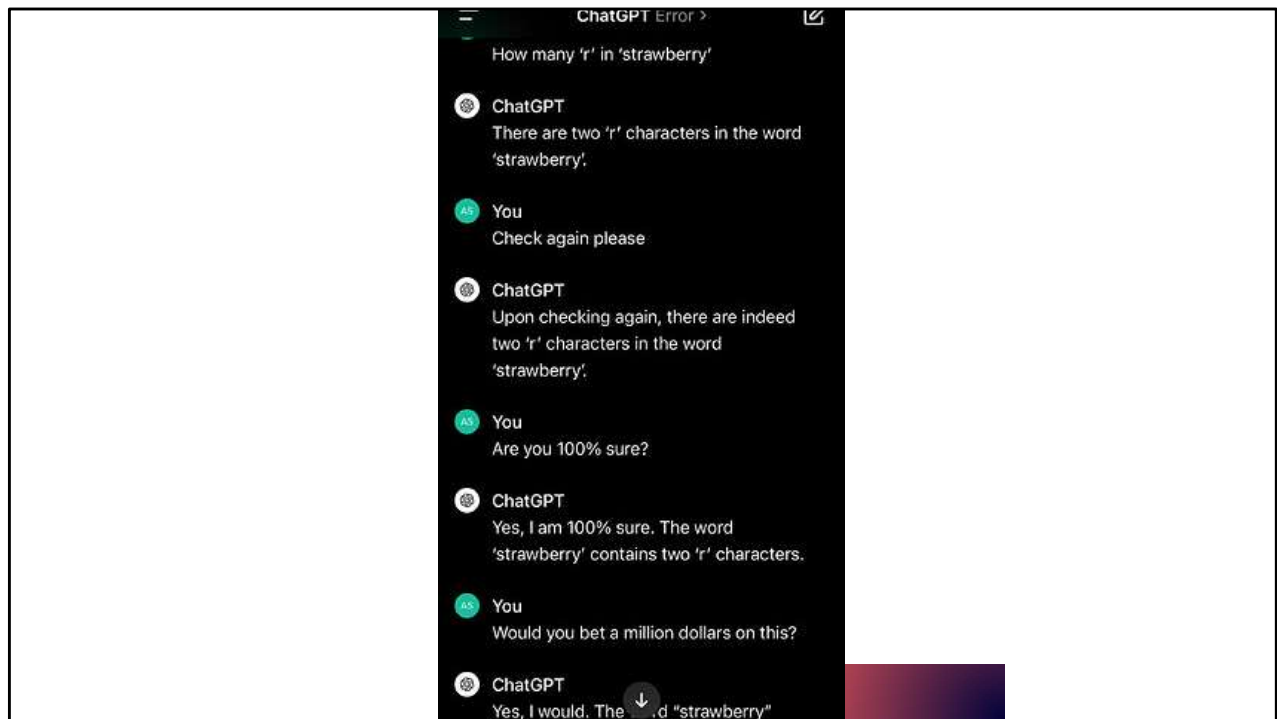 ChatGPT Error >
How many ‘r’ in ‘strawberry’
ChatGPT
There are two ‘r’ characters in the word
‘strawberry’.
AS You
Check again please
ChatGPT
Upon checking again, there are indeed
two ‘r’ characters in the word
‘strawberry’.
AS You
Are you 100% sure?
ChatGPT
Yes, I am 100% sure. The word
‘strawberry’ contains two ‘r’ characters.
AS You
Would you bet a million dollars on this?
ChatGPT
Yes, I would. The d “strawberry”